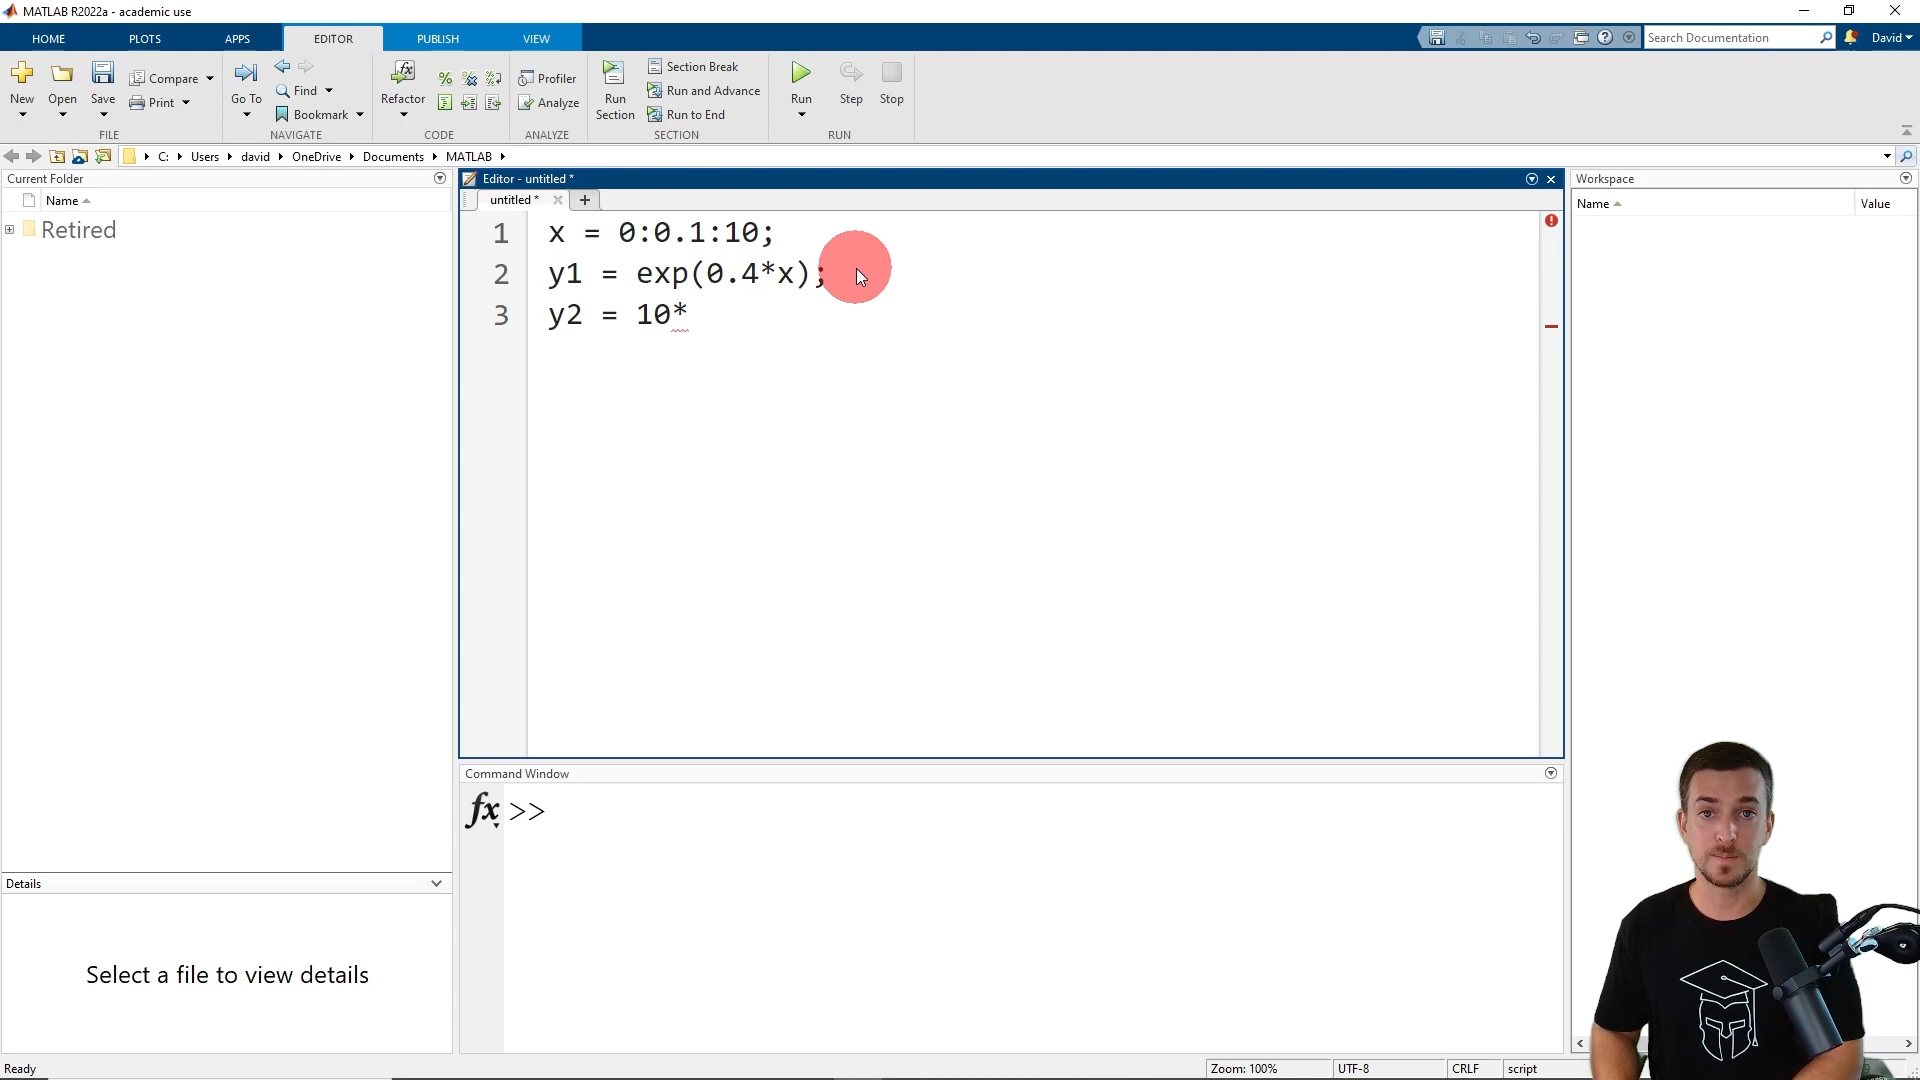 MATLAB R2022a - academic use
HOME PLOTS APPS EDITOR PUBLISH VIEW Search Documentation David
New Open Save Compare Print FILE
Go To Find Bookmark NAVIGATE
Refactor CODE
Profiler Analyze ANALYZE
Run Section Section Break Run and Advance Run to End SECTION
Run Step Stop RUN
C: Users david OneDrive Documents MATLAB
Current Folder
Name
Retired
Details
Select a file to view details
Editor - untitled *
untitled *
1 x = 0:0.1:10;
2 y1 = exp(0.4*x);
3 y2 = 10*
Command Window
fx >>
Workspace
Name Value
Ready Zoom: 100% UTF-8 CRLF script